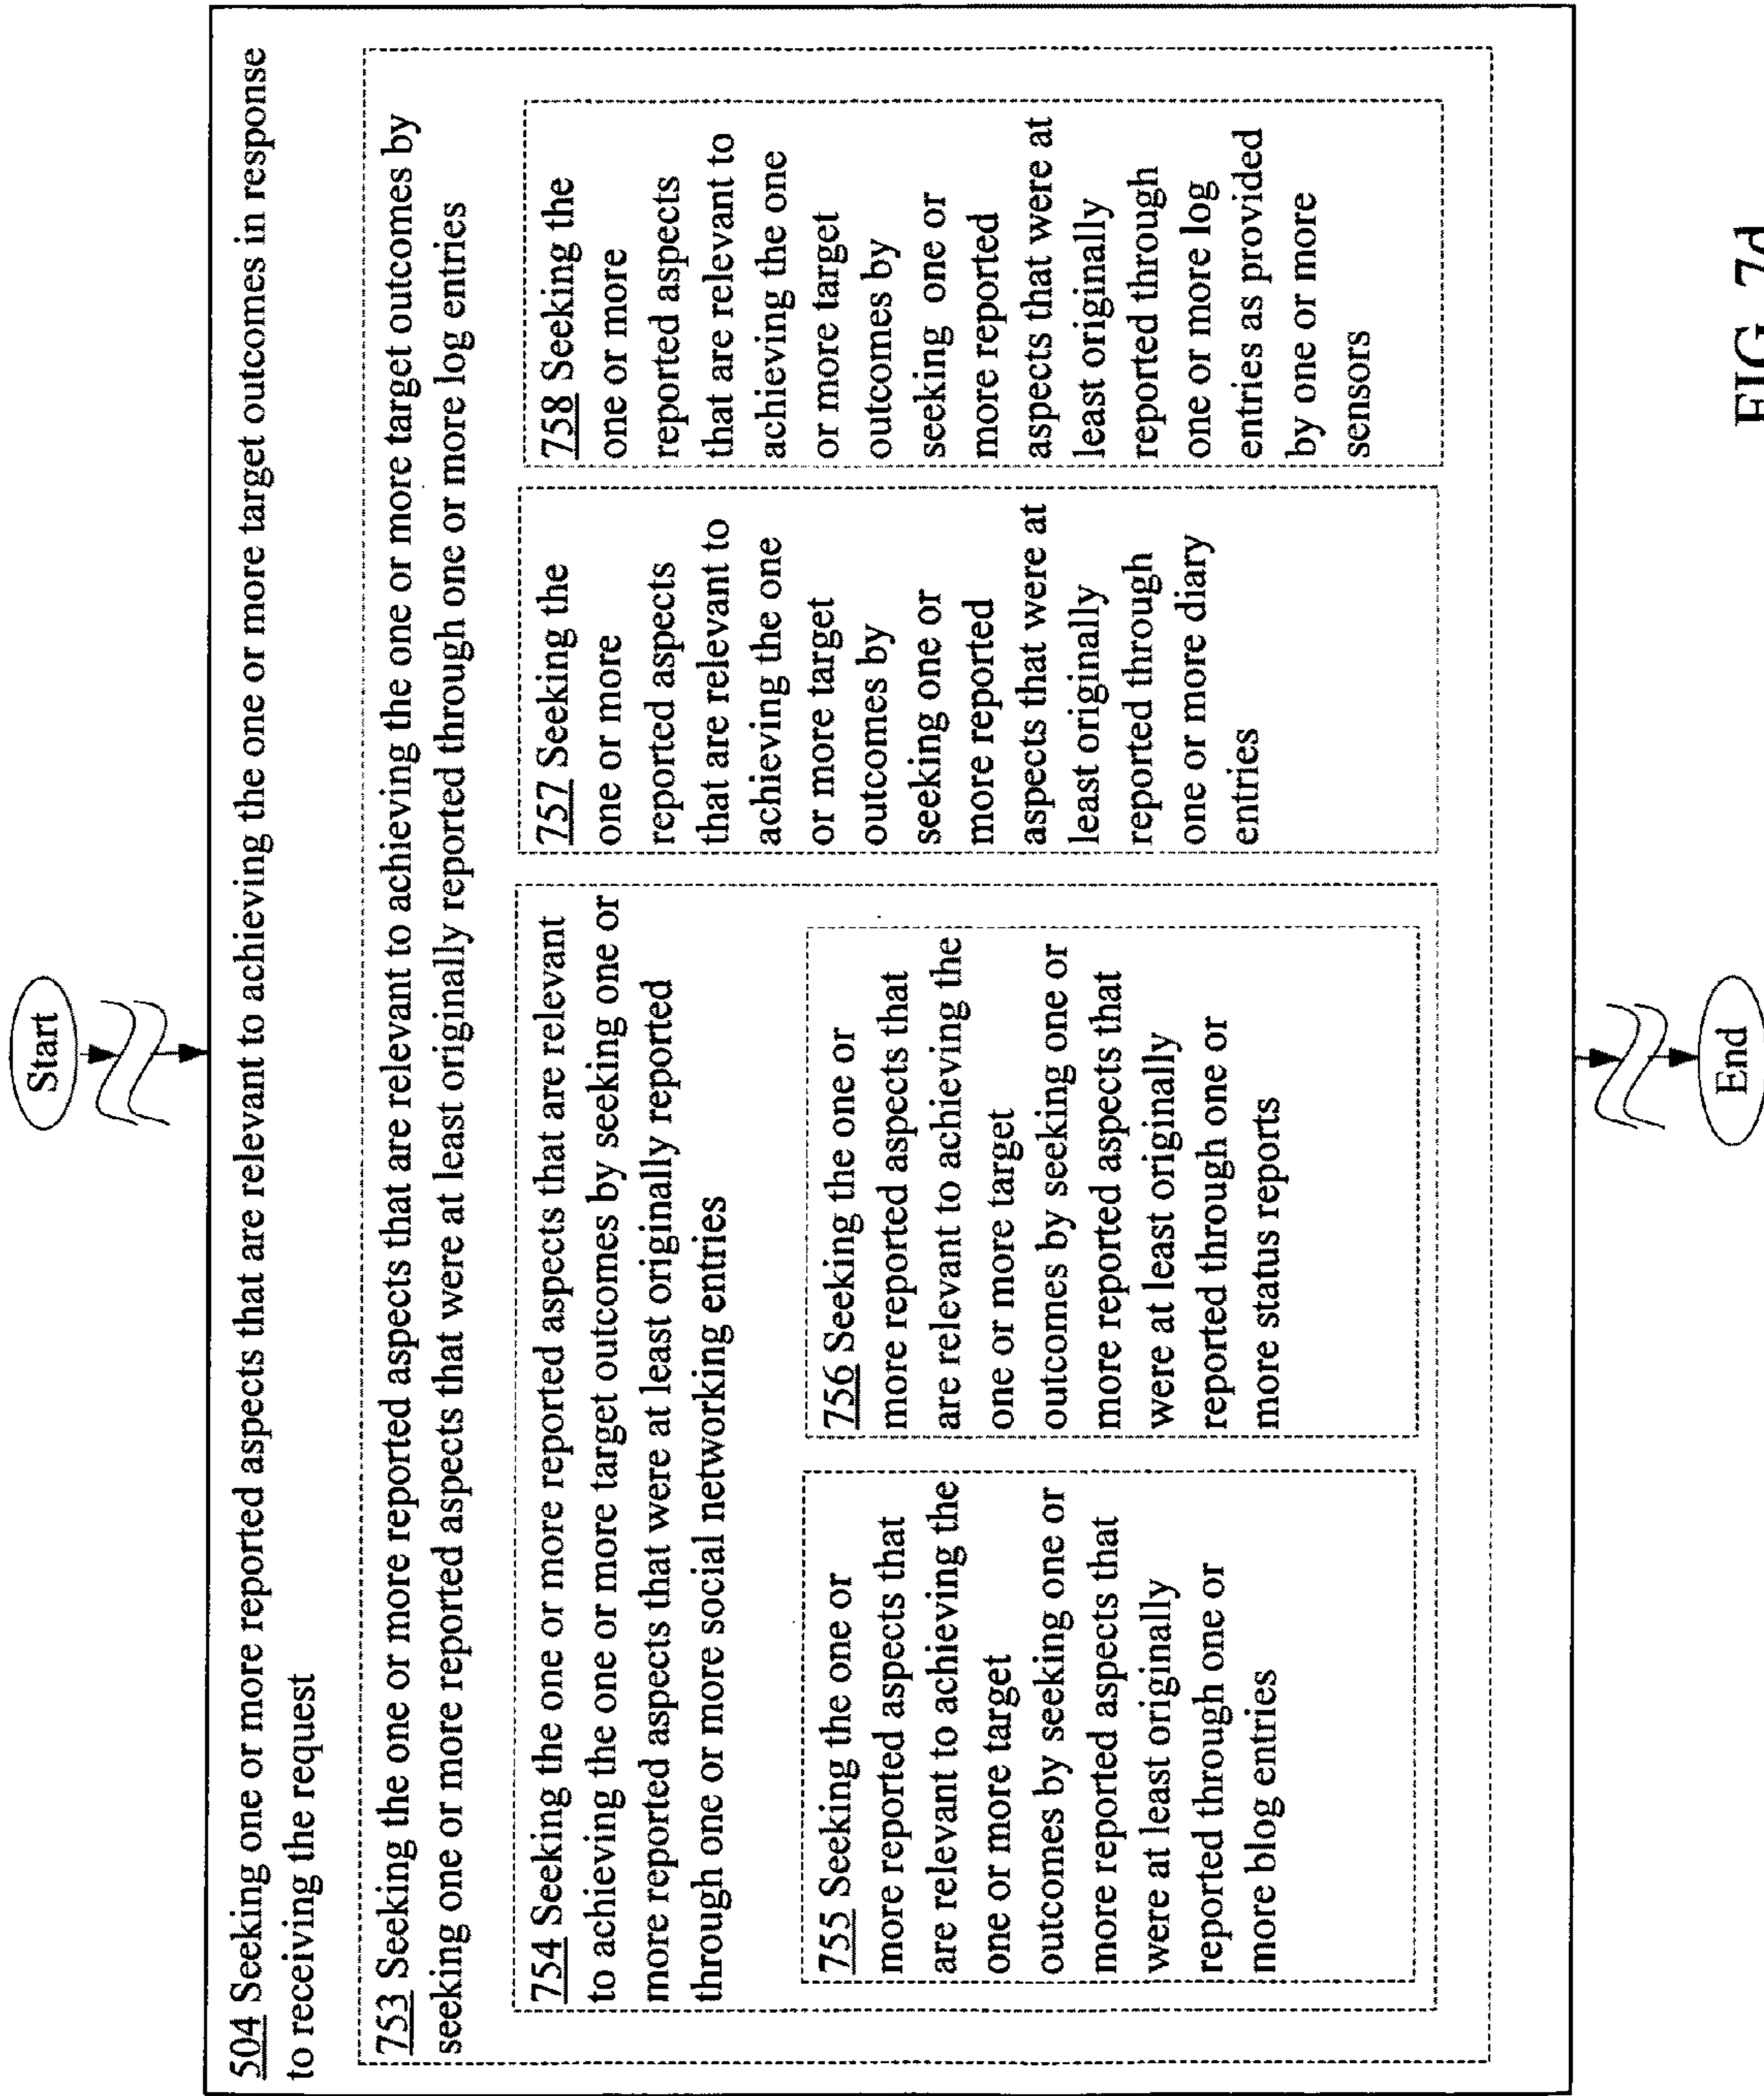 Start
504 Seeking one or more reported aspects that are relevant to achieving the one or more target outcomes in response
to receiving the request
753 Seeking the one or more reported aspects that are relevant to achieving the one or more target outcomes by
seeking one or more reported aspects that were at least originally reported through one or more log entries
754 Seeking the one or more reported aspects that are relevant
to achieving the one or more target outcomes by seeking one or
more reported aspects that were at least originally reported
through one or more social networking entries
755 Seeking the one or
more reported aspects that
are relevant to achieving the
one or more target
outcomes by seeking one or
more reported aspects that
were at least originally
reported through one or
more blog entries
756 Seeking the one or
more reported aspects that
are relevant to achieving the
one or more target
outcomes by seeking one or
more reported aspects that
were at least originally
reported through one or
more status reports
757 Seeking the
one or more
reported aspects
that are relevant to
achieving the one
or more target
outcomes by
seeking one or
more reported
aspects that were at
least originally
reported through
one or more diary
entries
758 Seeking the
one or more
reported aspects
that are relevant to
achieving the one
or more target
outcomes by
seeking one or
more reported
aspects that were at
least originally
reported through
one or more log
entries as provided
by one or more
sensors
End
FIG. 7d